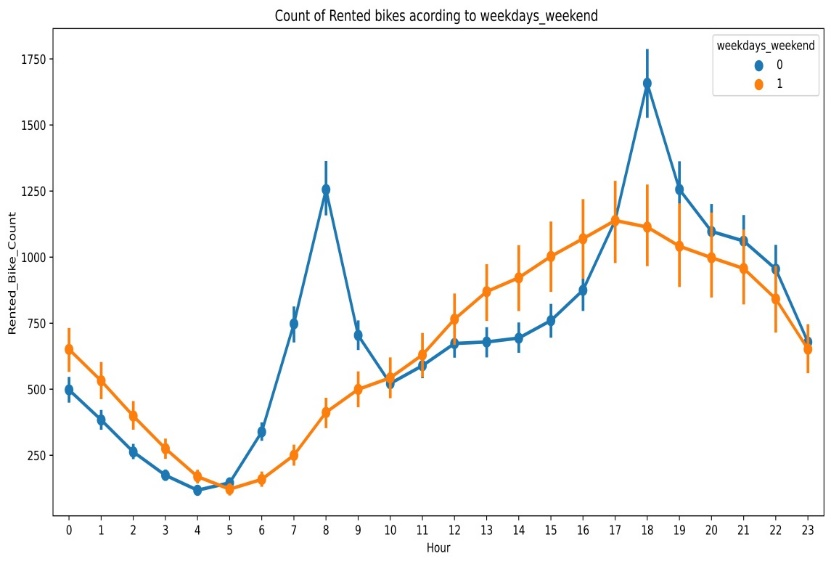 Count of Rented bikes acording to weekdays_weekend
weekdays_weekend
0
1
Rented_Bike_Count
1750
1500
1250
1000
750
500
250
0 1 2 3 4 5 6 7 8 9 10 11 12 13 14 15 16 17 18 19 20 21 22 23
Hour